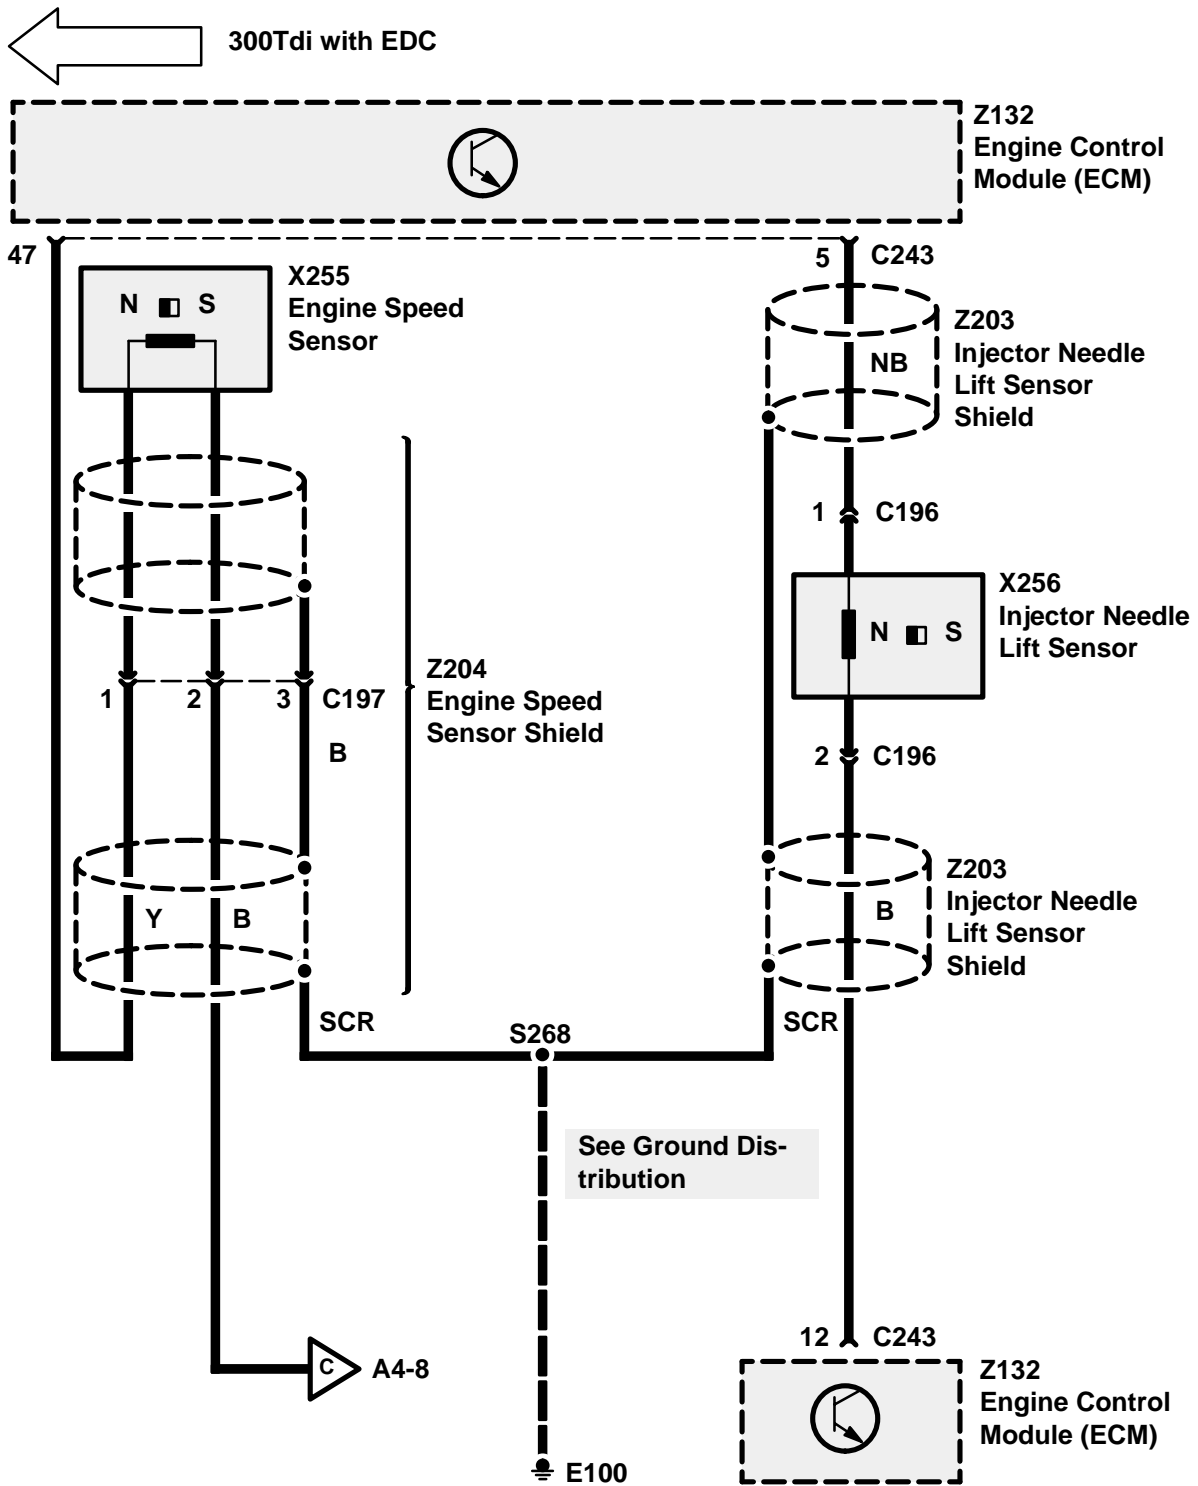 300Tdi with EDC
Z132
Engine Control
Module (ECM)
47
5
C243
X255
Engine Speed
Sensor
N
S
Z203
Injector Needle
Lift Sensor
Shield
NB
1
C196
X256
Injector Needle
Lift Sensor
N
S
Z204
Engine Speed
Sensor Shield
1
2
3
C197
B
2
C196
Z203
Injector Needle
Lift Sensor
Shield
Y
B
B
SCR
S268
SCR
See Ground Dis-
tribution
12
C243
C
A4-8
Z132
Engine Control
Module (ECM)
E100